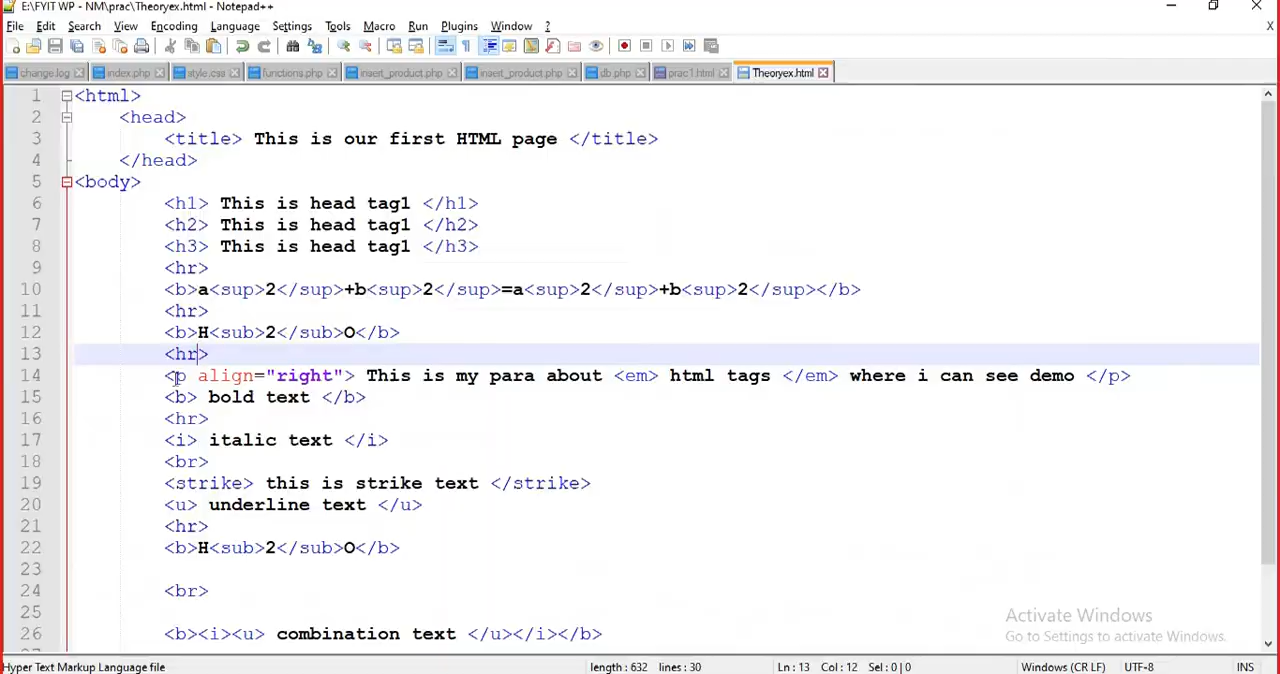 E:\FYIT WP - NM\prac\Theoryex.html - Notepad++
File Edit Search View Encoding Language Settings Tools Macro Run Plugins Window ? X
change.log index.php style.css functions.php insert_product.php insert_product.php db.php prac1.html Theoryex.html
1 <html>
2 <head>
3 <title> This is our first HTML page </title>
4 </head>
5 <body>
6 <h1> This is head tag1 </h1>
7 <h2> This is head tag1 </h2>
8 <h3> This is head tag1 </h3>
9 <hr>
10 <b>a<sup>2</sup>+b<sup>2</sup>=a<sup>2</sup>+b<sup>2</sup></b>
11 <hr>
12 <b>H<sub>2</sub>O</b>
13 <hr>
14 <p align="right"> This is my para about <em> html tags </em> where i can see demo </p>
15 <b> bold text </b>
16 <hr>
17 <i> italic text </i>
18 <br>
19 <strike> this is strike text </strike>
20 <u> underline text </u>
21 <hr>
22 <b>H<sub>2</sub>O</b>
23
24 <br>
25
26 <b><i><u> combination text </u></i></b>
Activate Windows
Go to Settings to activate Windows.
Hyper Text Markup Language file length : 632 lines : 30 Ln : 13 Col : 12 Sel : 0 | 0 Windows (CR LF) UTF-8 INS